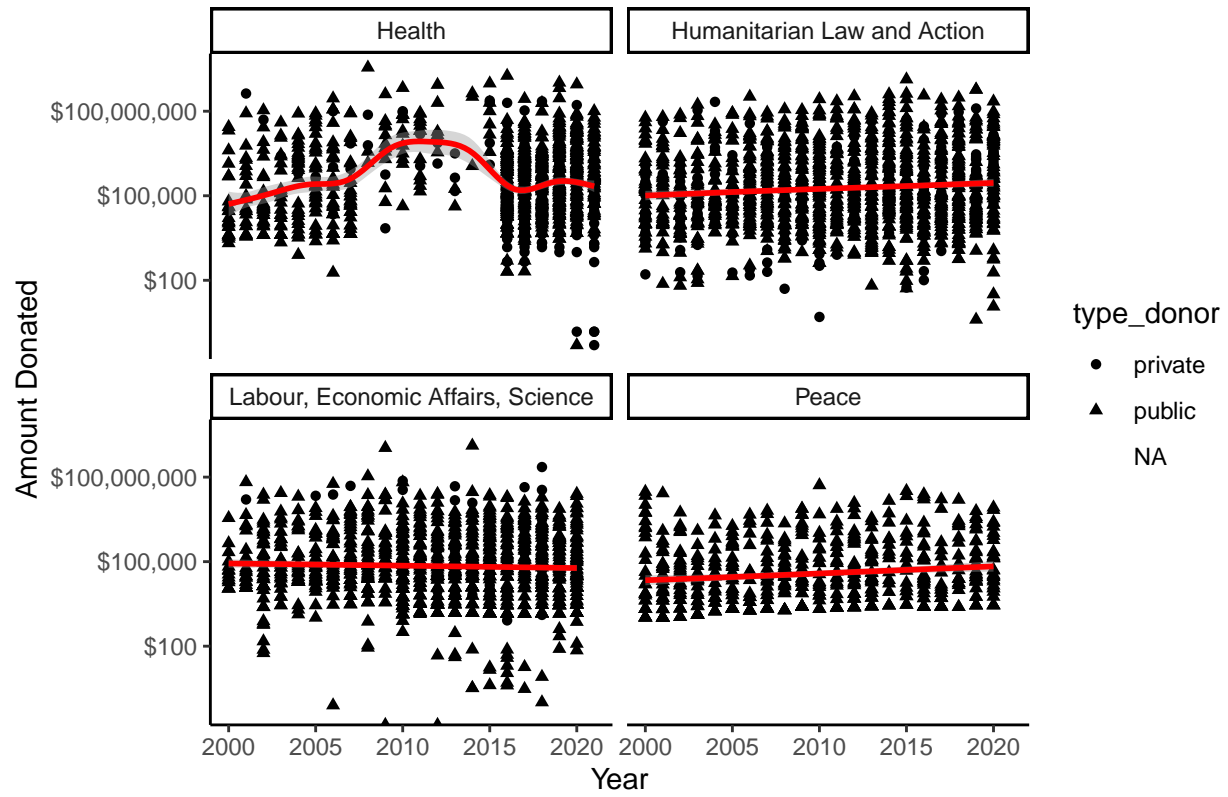 Health
Humanitarian Law and Action
$100,000,000
$100,000
$100
Labour, Economic Affairs, Science
Peace
$100,000,000
$100,000
$100
2000 2005 2010 2015 2020
2000 2005 2010 2015 2020
Year
Amount Donated
type_donor
private
public
NA